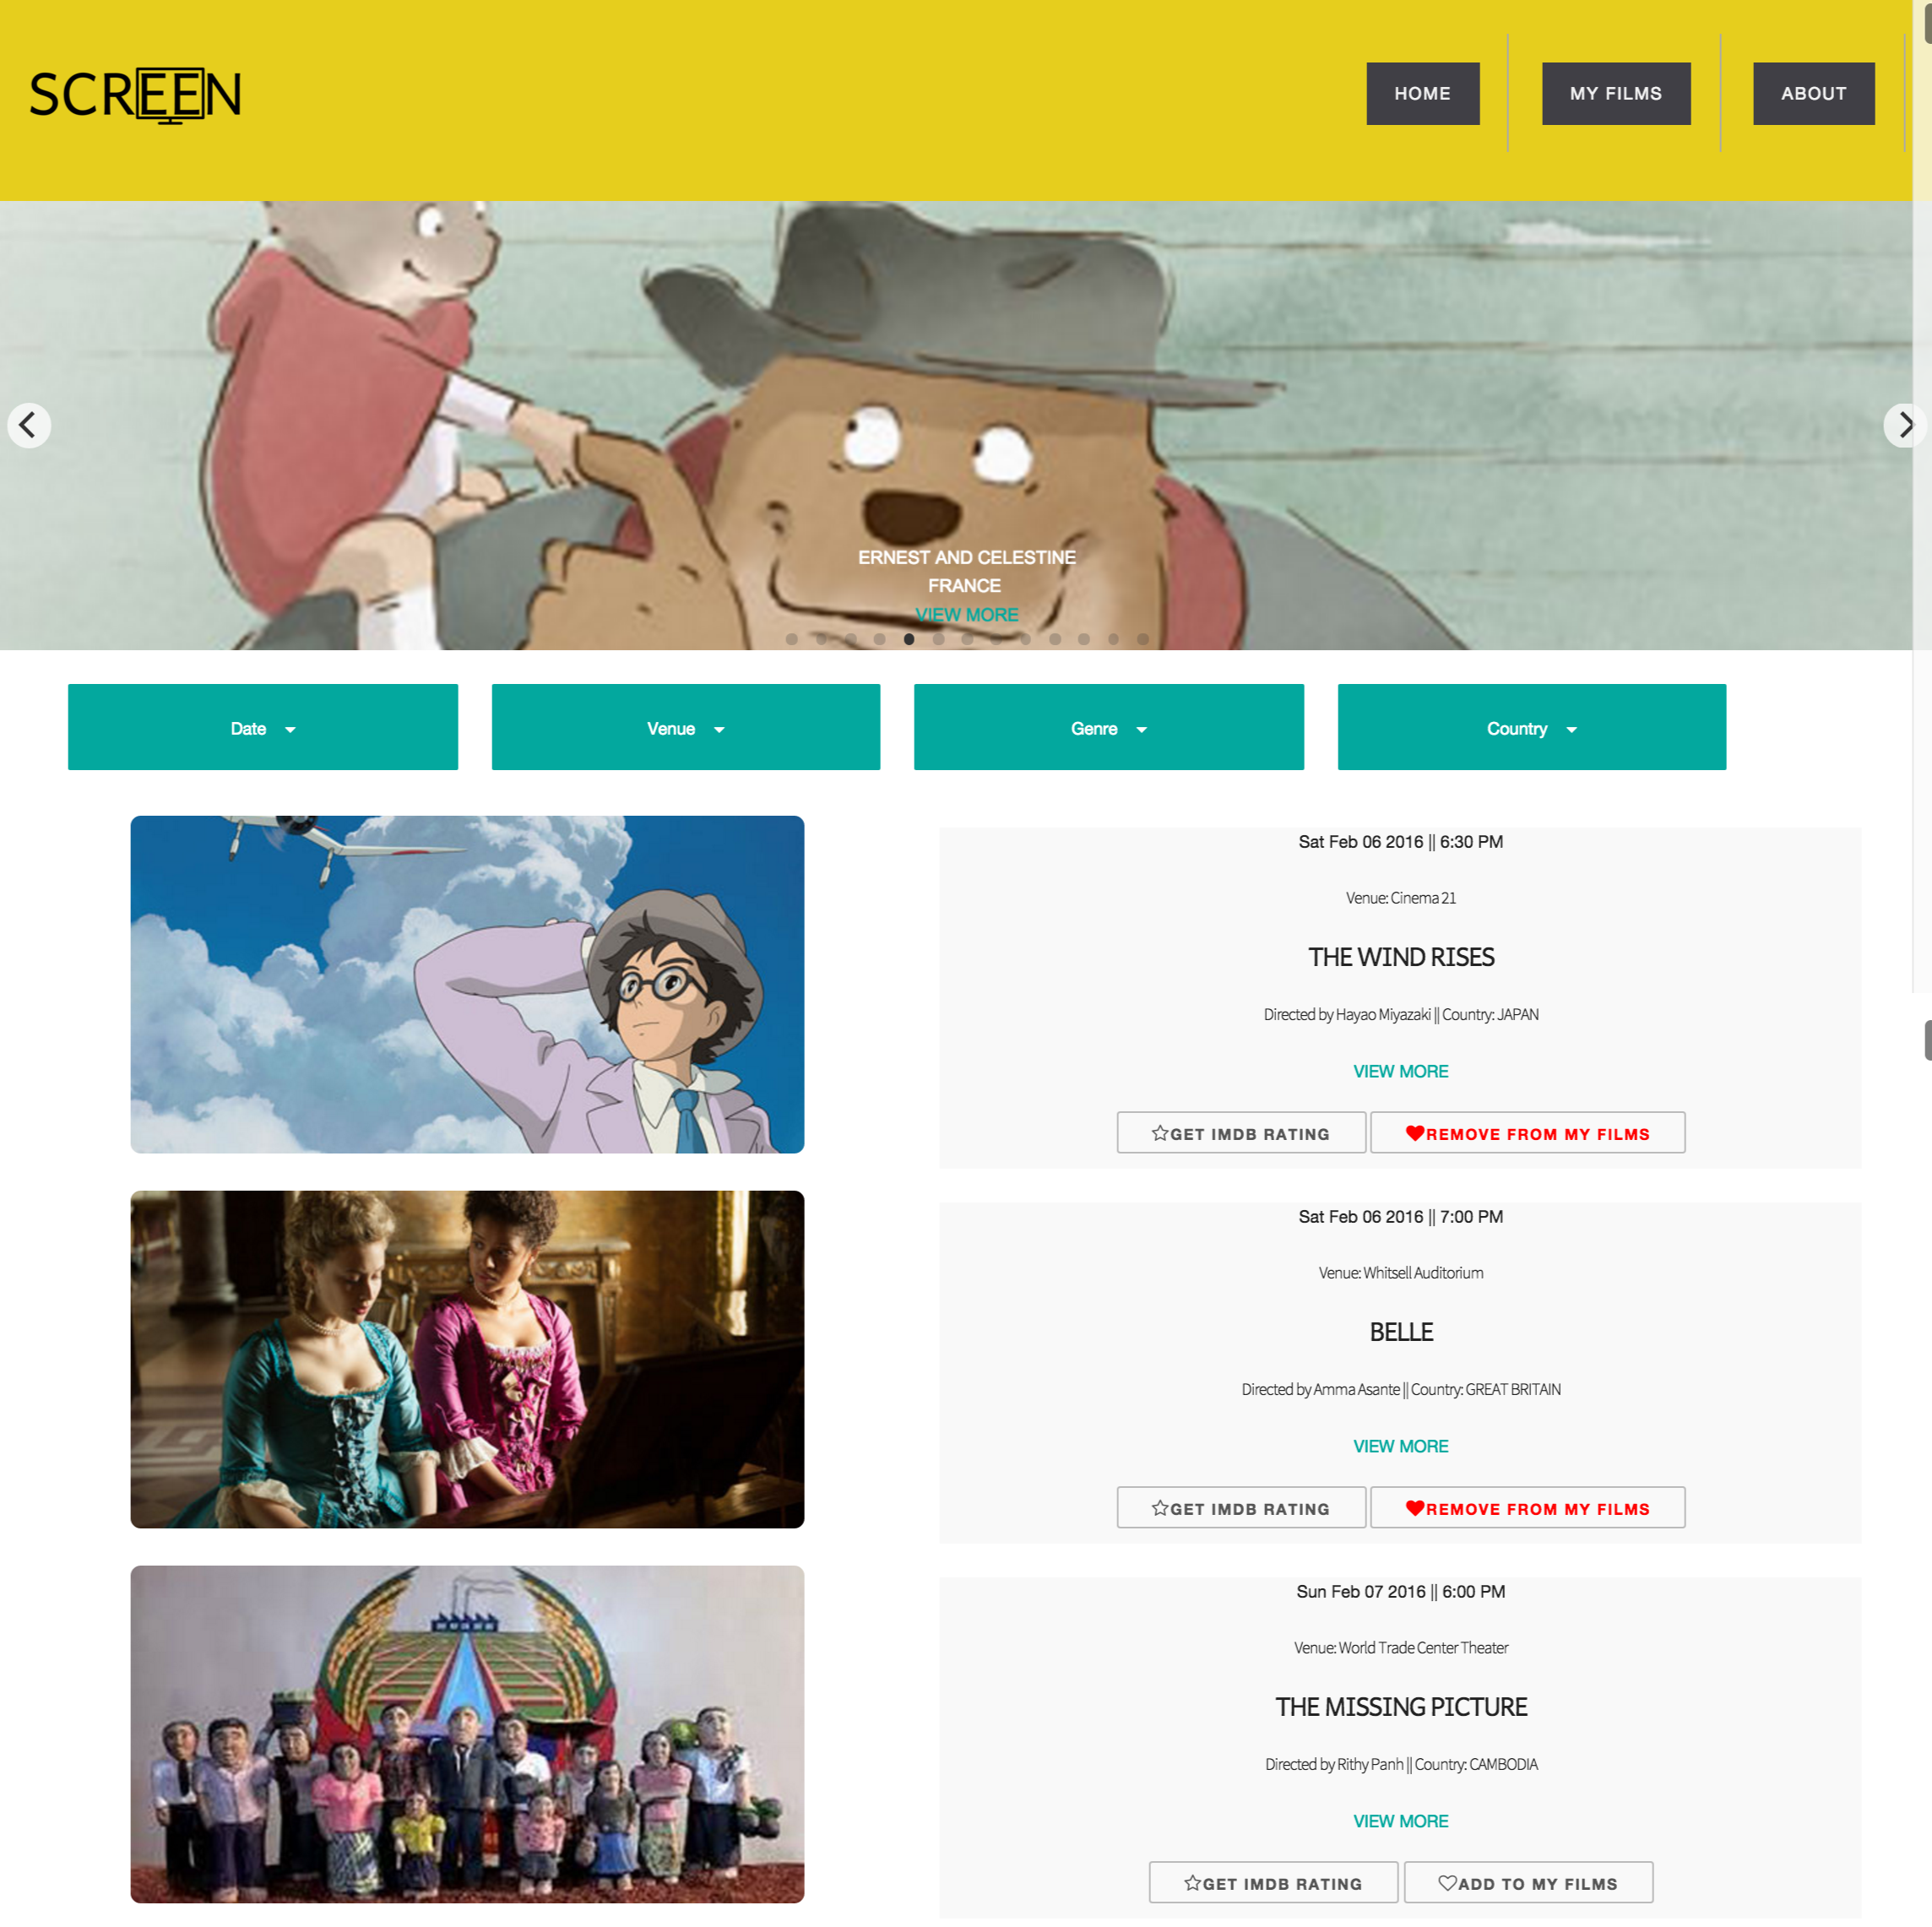 SCREEN
HOME
MY FILMS
ABOUT
ERNEST AND CELESTINE
FRANCE
VIEW MORE
Date
Venue
Genre
Country
Sat Feb 06 2016 || 6:30 PM
Venue: Cinema 21
THE WIND RISES
Directed by Hayao Miyazaki || Country: JAPAN
VIEW MORE
GET IMDB RATING
REMOVE FROM MY FILMS
Sat Feb 06 2016 || 7:00 PM
Venue: Whitsell Auditorium
BELLE
Directed by Amma Asante || Country: GREAT BRITAIN
VIEW MORE
GET IMDB RATING
REMOVE FROM MY FILMS
Sun Feb 07 2016 || 6:00 PM
Venue: World Trade Center Theater
THE MISSING PICTURE
Directed by Rithy Panh || Country: CAMBODIA
VIEW MORE
GET IMDB RATING
ADD TO MY FILMS